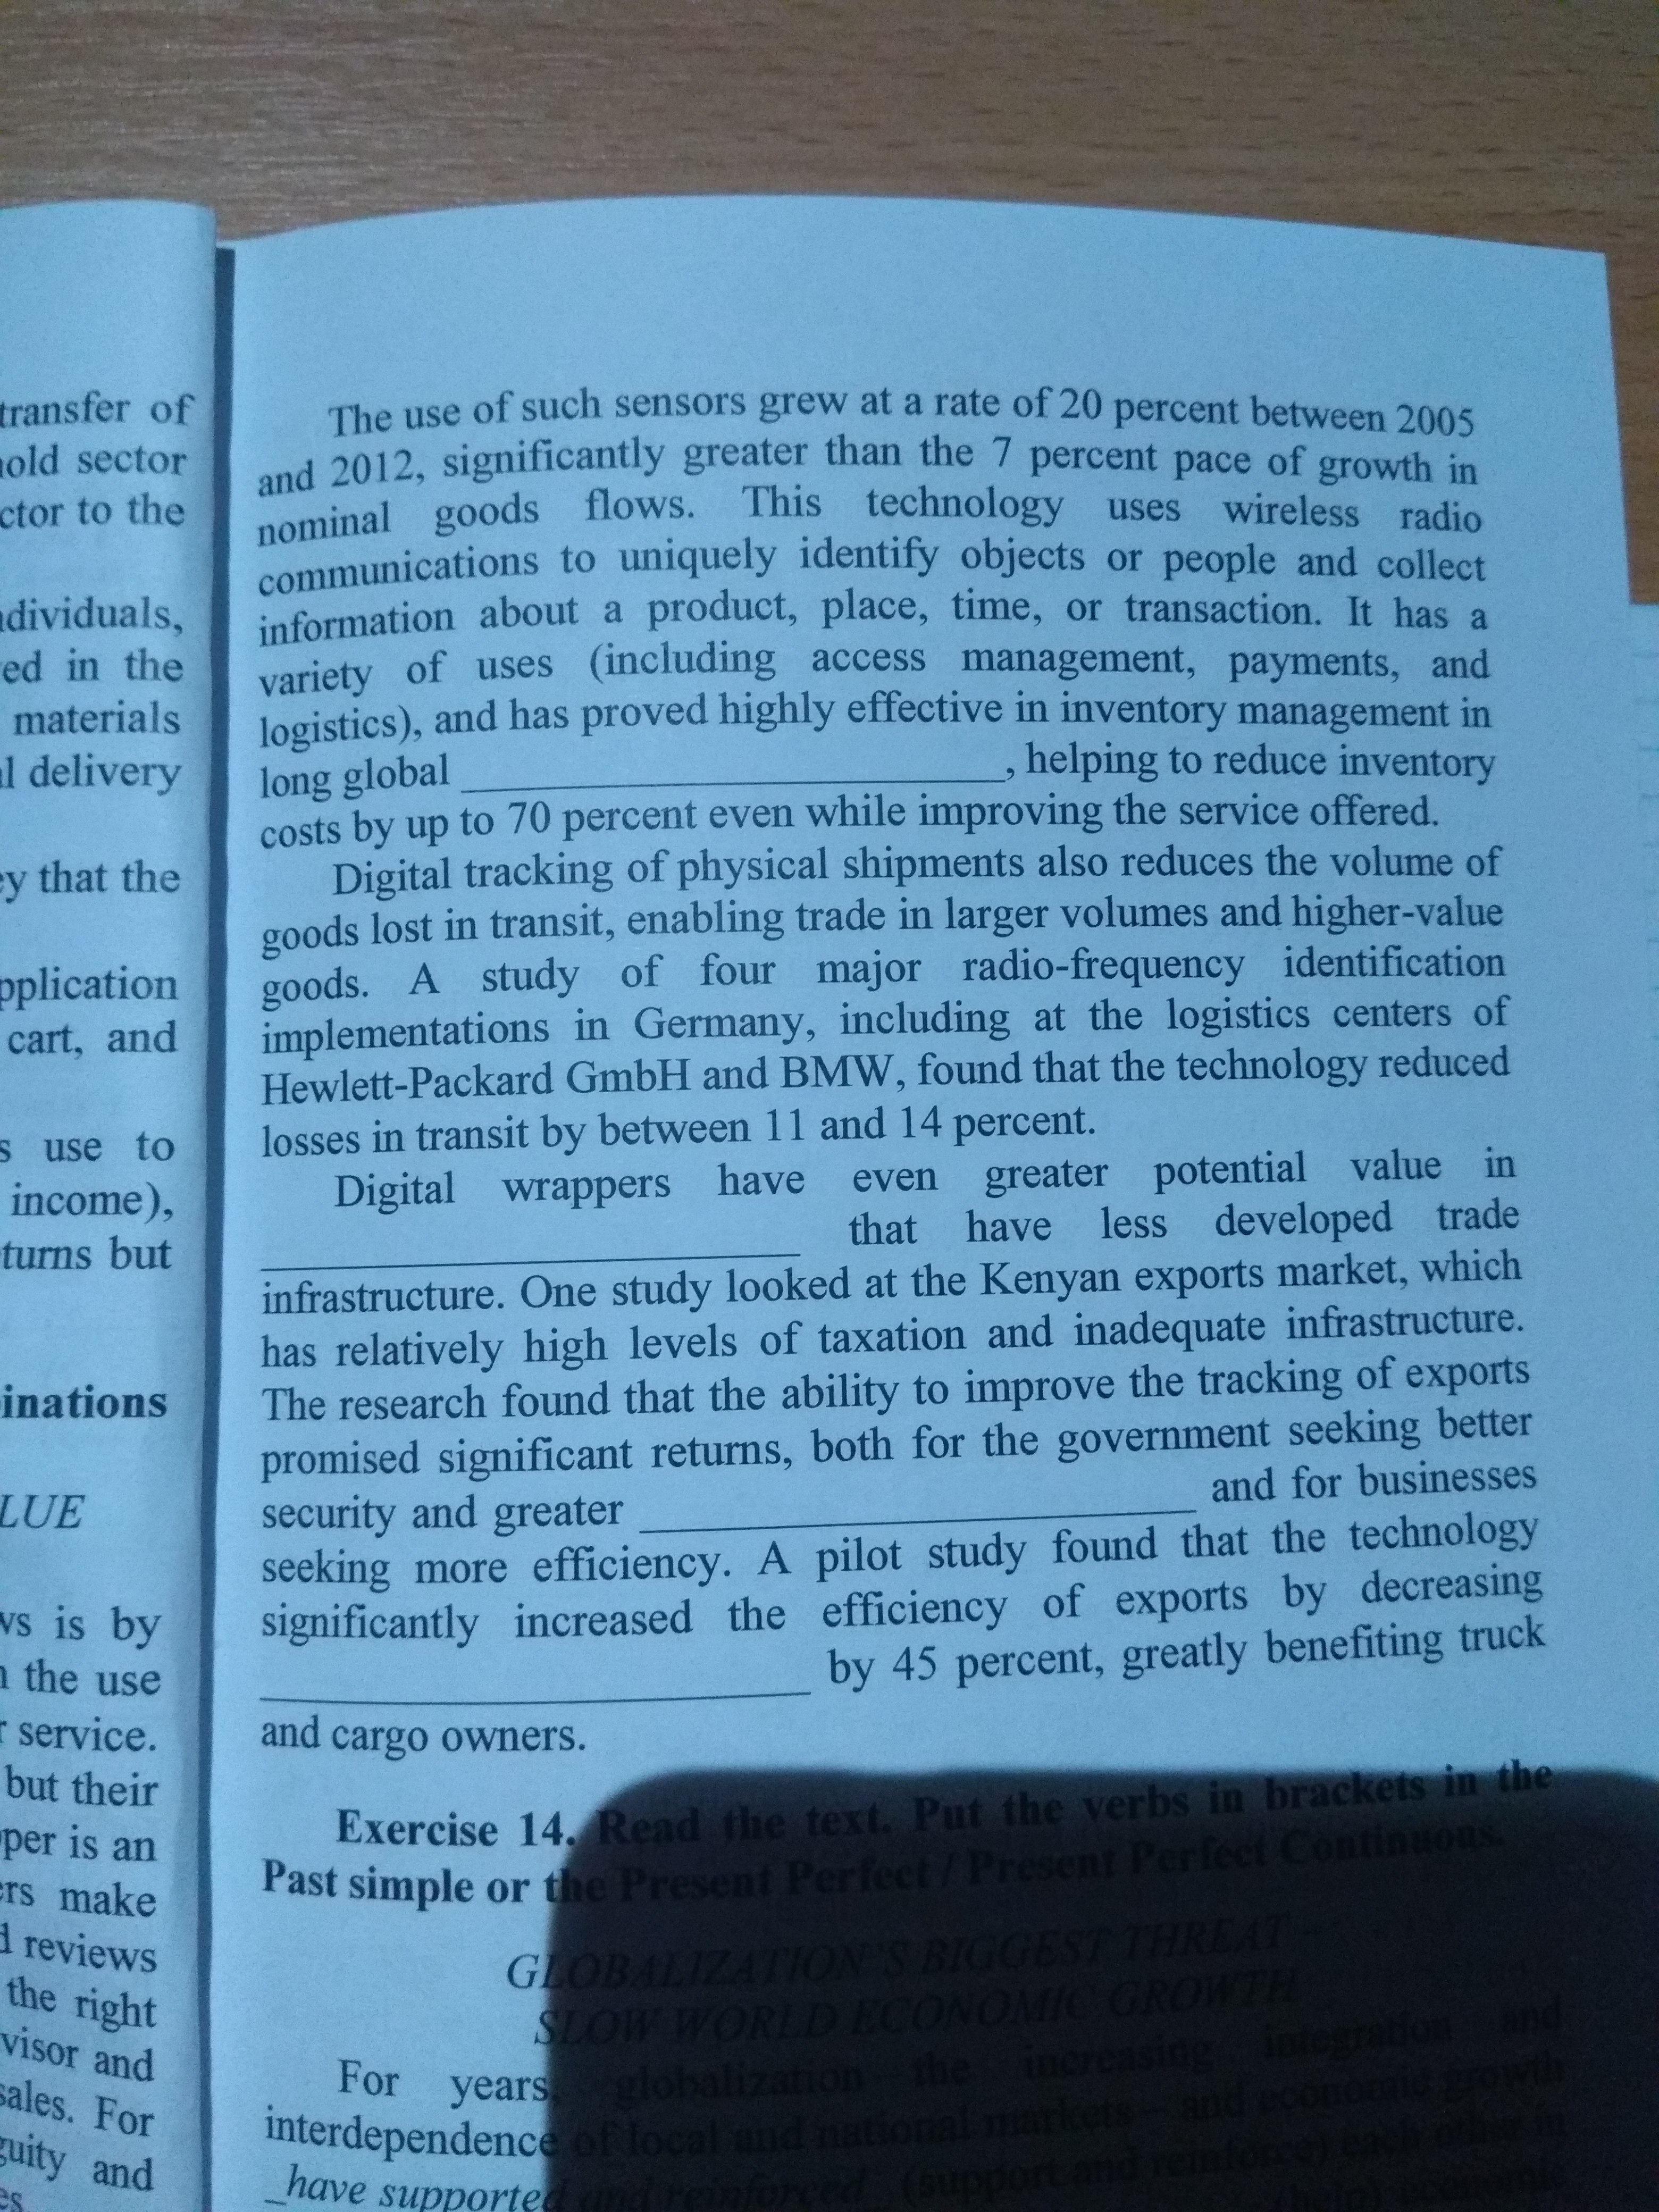 transfer of
old sector
ctor to the
dividuals,
ed in the
materials
l delivery
y that the
pplication
cart, and
s use to
income),
turns but
inations
LUE
ws is by
the use
service.
but their
per is an
rs make
reviews
the right
visor and
sales. For
guity and
es
The use of such sensors grew at a rate of 20 percent between 2005
and 2012, significantly greater than the 7 percent pace of growth in
nominal goods flows. This technology uses wireless radio
communications to uniquely identify objects or people and collect
information about a product, place, time, or transaction. It has a
variety of uses (including access management, payments, and
logistics), and has proved highly effective in inventory management in
long global ____________________, helping to reduce inventory
costs by up to 70 percent even while improving the service offered.
Digital tracking of physical shipments also reduces the volume of
goods lost in transit, enabling trade in larger volumes and higher-value
goods. A study of four major radio-frequency identification
implementations in Germany, including at the logistics centers of
Hewlett-Packard GmbH and BMW, found that the technology reduced
losses in transit by between 11 and 14 percent.
Digital wrappers have even greater potential value in
____________________ that have less developed trade
infrastructure. One study looked at the Kenyan exports market, which
has relatively high levels of taxation and inadequate infrastructure.
The research found that the ability to improve the tracking of exports
promised significant returns, both for the government seeking better
security and greater ____________________ and for businesses
seeking more efficiency. A pilot study found that the technology
significantly increased the efficiency of exports by decreasing
____________________ by 45 percent, greatly benefiting truck
and cargo owners.
Exercise 14. Read the text. Put the verbs in brackets in the
Past simple or the Present Perfect / Present Perfect Continuous.
GLOBALIZATION'S BIGGEST THREAT –
SLOW WORLD ECONOMIC GROWTH
For years, globalization – the increasing integration and
interdependence of local and national markets – and economic growth
_have supported and reinforced_ (support and reinforce) each other in
(help) economic